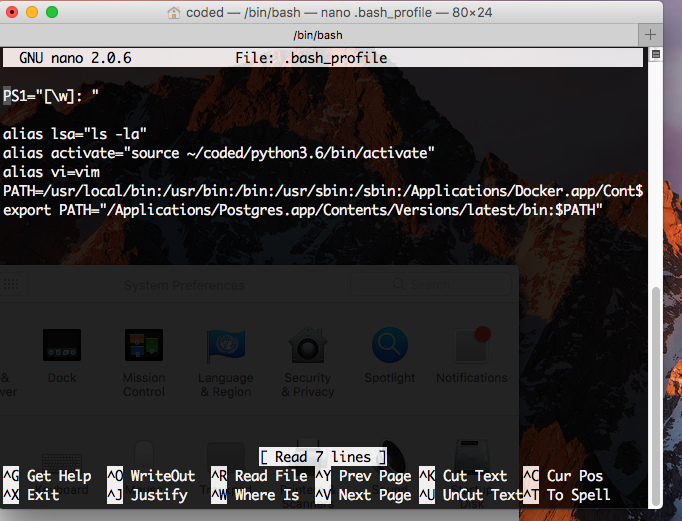 coded — /bin/bash — nano .bash_profile — 80×24
/bin/bash
GNU nano 2.0.6 File: .bash_profile
PS1="[\w]: "
alias lsa="ls -la"
alias activate="source ~/coded/python3.6/bin/activate"
alias vi=vim
PATH=/usr/local/bin:/usr/bin:/bin:/usr/sbin:/sbin:/Applications/Docker.app/Cont$
export PATH="/Applications/Postgres.app/Contents/Versions/latest/bin:$PATH"
System Preferences Search
&
Dock Mission Control Language & Region Security & Privacy Spotlight Notifications
[ Read 7 lines ]
^G Get Help ^O WriteOut ^R Read File ^Y Prev Page ^K Cut Text ^C Cur Pos
^X Exit ^J Justify ^W Where Is ^V Next Page ^U UnCut Text ^T To Spell